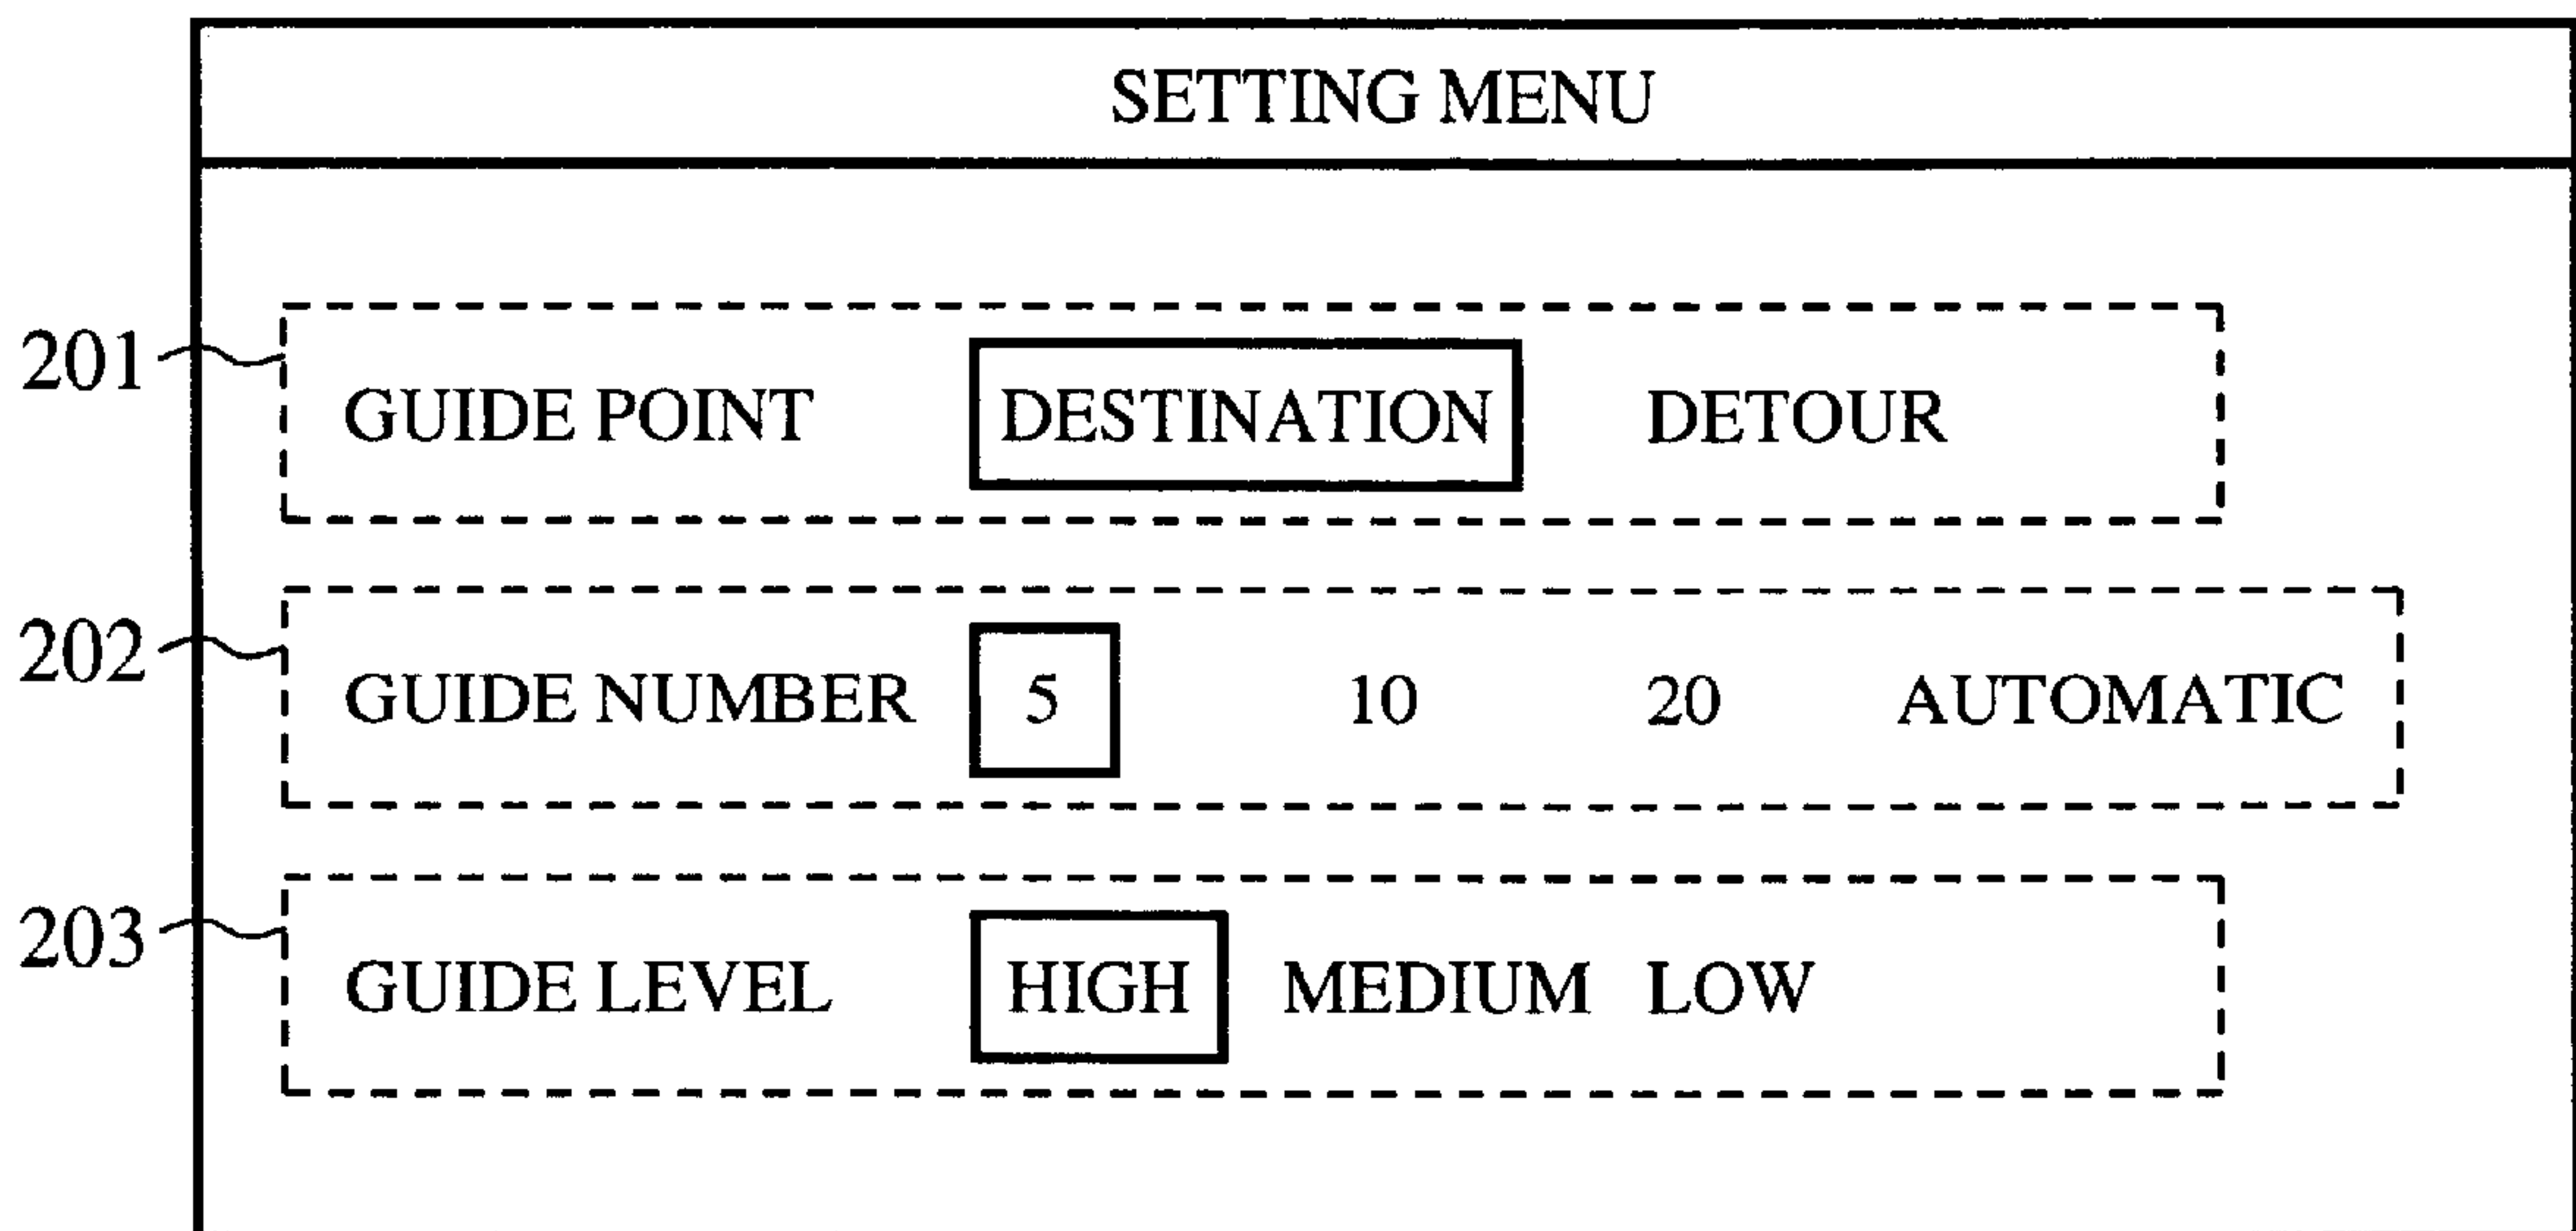 SETTING MENU
201 GUIDE POINT DESTINATION DETOUR
202 GUIDE NUMBER 5 10 20 AUTOMATIC
203 GUIDE LEVEL HIGH MEDIUM LOW